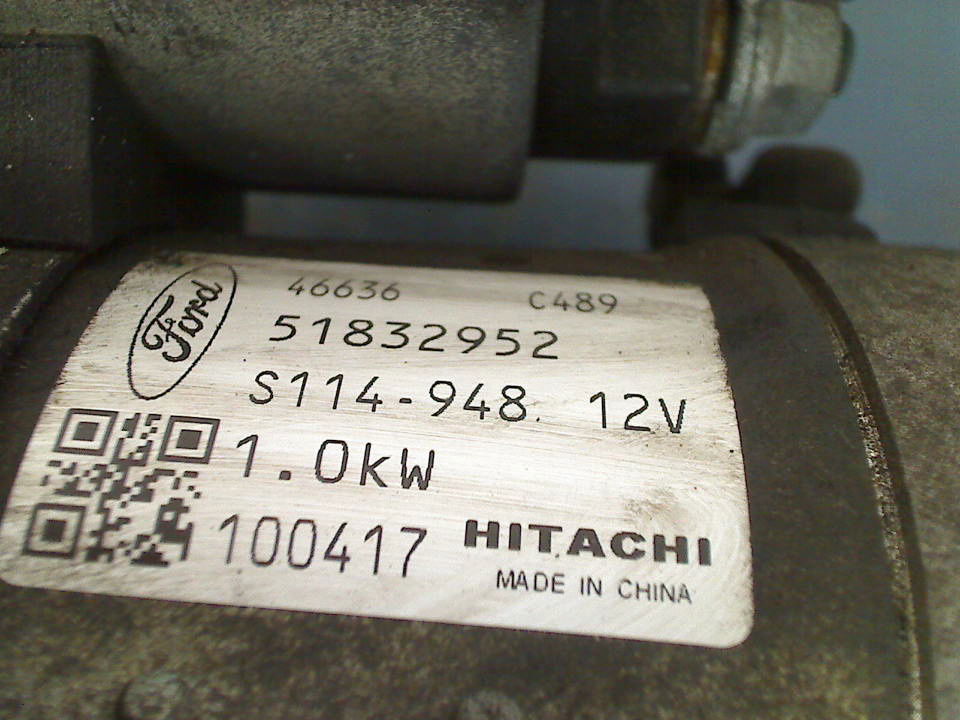 Ford
46636 C489
51832952
S114-948. 12V
1.0kW
100417 HITACHI
MADE IN CHINA